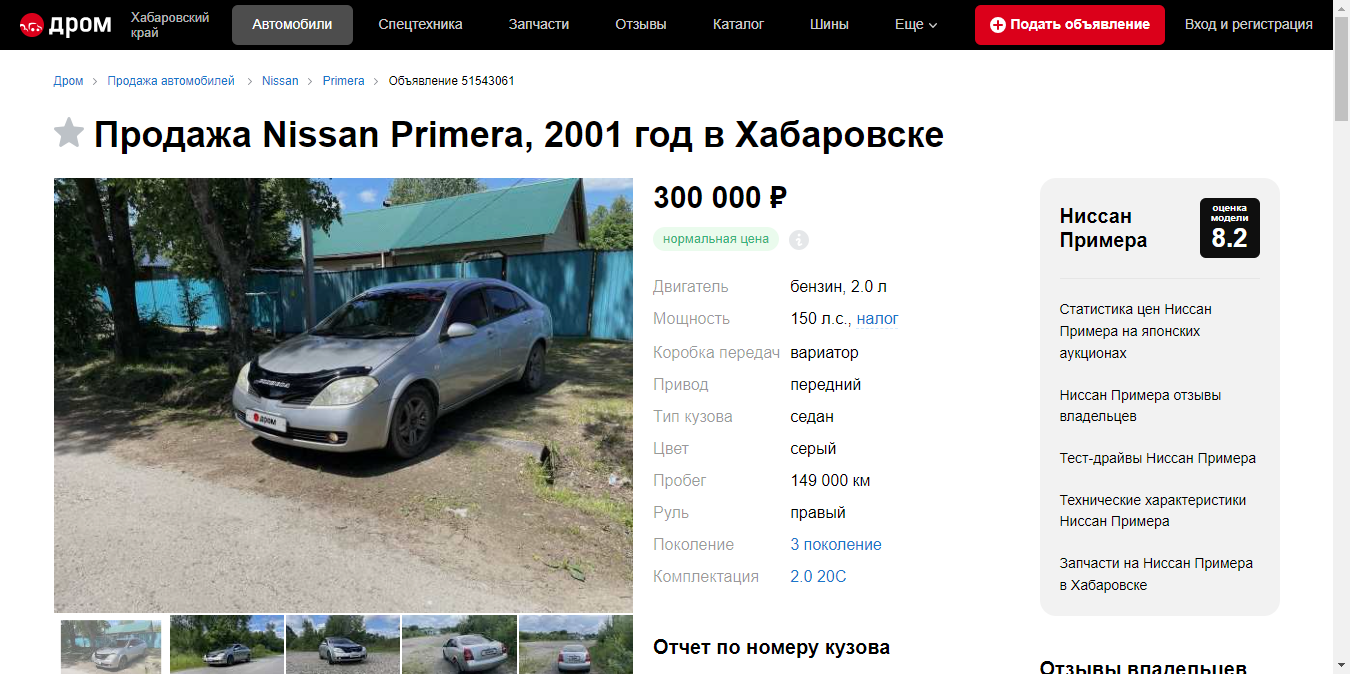 дром
Хабаровский
край
Автомобили
Спецтехника
Запчасти
Отзывы
Каталог
Шины
Еще
Подать объявление
Вход и регистрация
Дром
Продажа автомобилей
Nissan
Primera
Объявление 51543061
Продажа Nissan Primera, 2001 год в Хабаровске
дром
300 000 ₽
нормальная цена
Двигатель бензин, 2.0 л
Мощность 150 л.с., налог
Коробка передач вариатор
Привод передний
Тип кузова седан
Цвет серый
Пробег 149 000 км
Руль правый
Поколение 3 поколение
Комплектация 2.0 20C
Отчет по номеру кузова
Ниссан
Примера
оценка
модели
8.2
Статистика цен Ниссан
Примера на японских
аукционах
Ниссан Примера отзывы
владельцев
Тест-драйвы Ниссан Примера
Технические характеристики
Ниссан Примера
Запчасти на Ниссан Примера
в Хабаровске
Отзывы владельцев